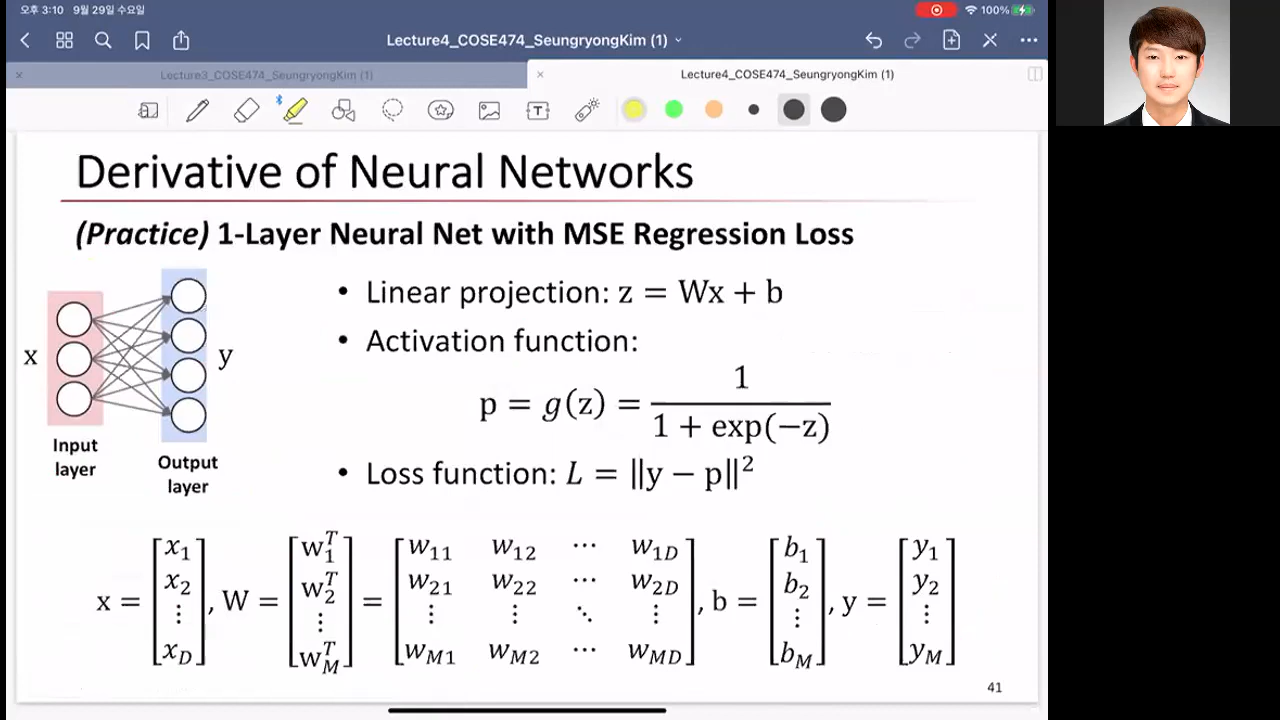 오후 3:10 9월 29일 수요일
100%
Lecture4_COSE474_SeungryongKim (1)
Lecture3_COSE474_SeungryongKim (1)
Lecture4_COSE474_SeungryongKim (1)
Derivative of Neural Networks
(Practice) 1-Layer Neural Net with MSE Regression Loss
x
y
Input
layer
Output
layer
• Linear projection: z = Wx + b
• Activation function:
p = g(z) = 1 / (1 + exp(−z))
• Loss function: L = ‖y − p‖²
x = [x₁ x₂ ⋮ x_D], W = [w₁ᵀ w₂ᵀ ⋮ w_Mᵀ] = [w₁₁ w₁₂ ⋯ w₁D w₂₁ w₂₂ ⋯ w₂D ⋮ ⋮ ⋱ ⋮ w_M1 w_M2 ⋯ w_MD], b = [b₁ b₂ ⋮ b_M], y = [y₁ y₂ ⋮ y_M]
41